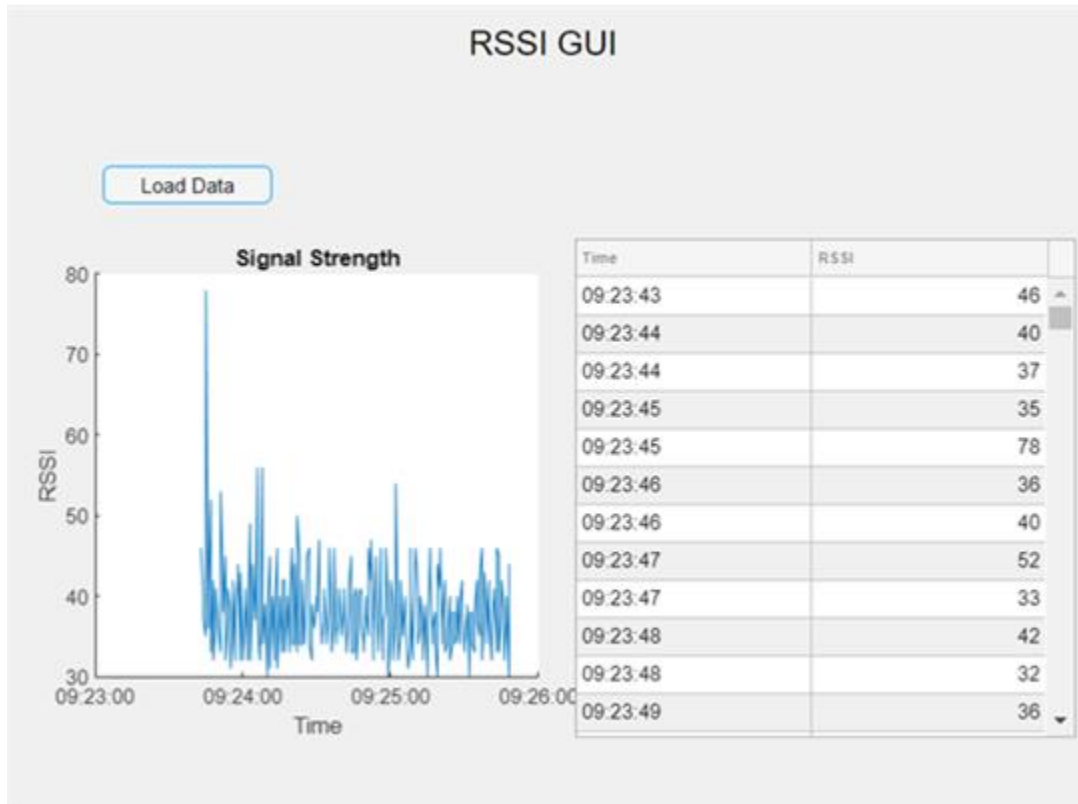 RSSI GUI
Load Data
Signal Strength
80
70
60
50
40
30
RSSI
09:23:00 09:24:00 09:25:00 09:26:00
Time
Time RSSI
09:23:43 46
09:23:44 40
09:23:44 37
09:23:45 35
09:23:45 78
09:23:46 36
09:23:46 40
09:23:47 52
09:23:47 33
09:23:48 42
09:23:48 32
09:23:49 36